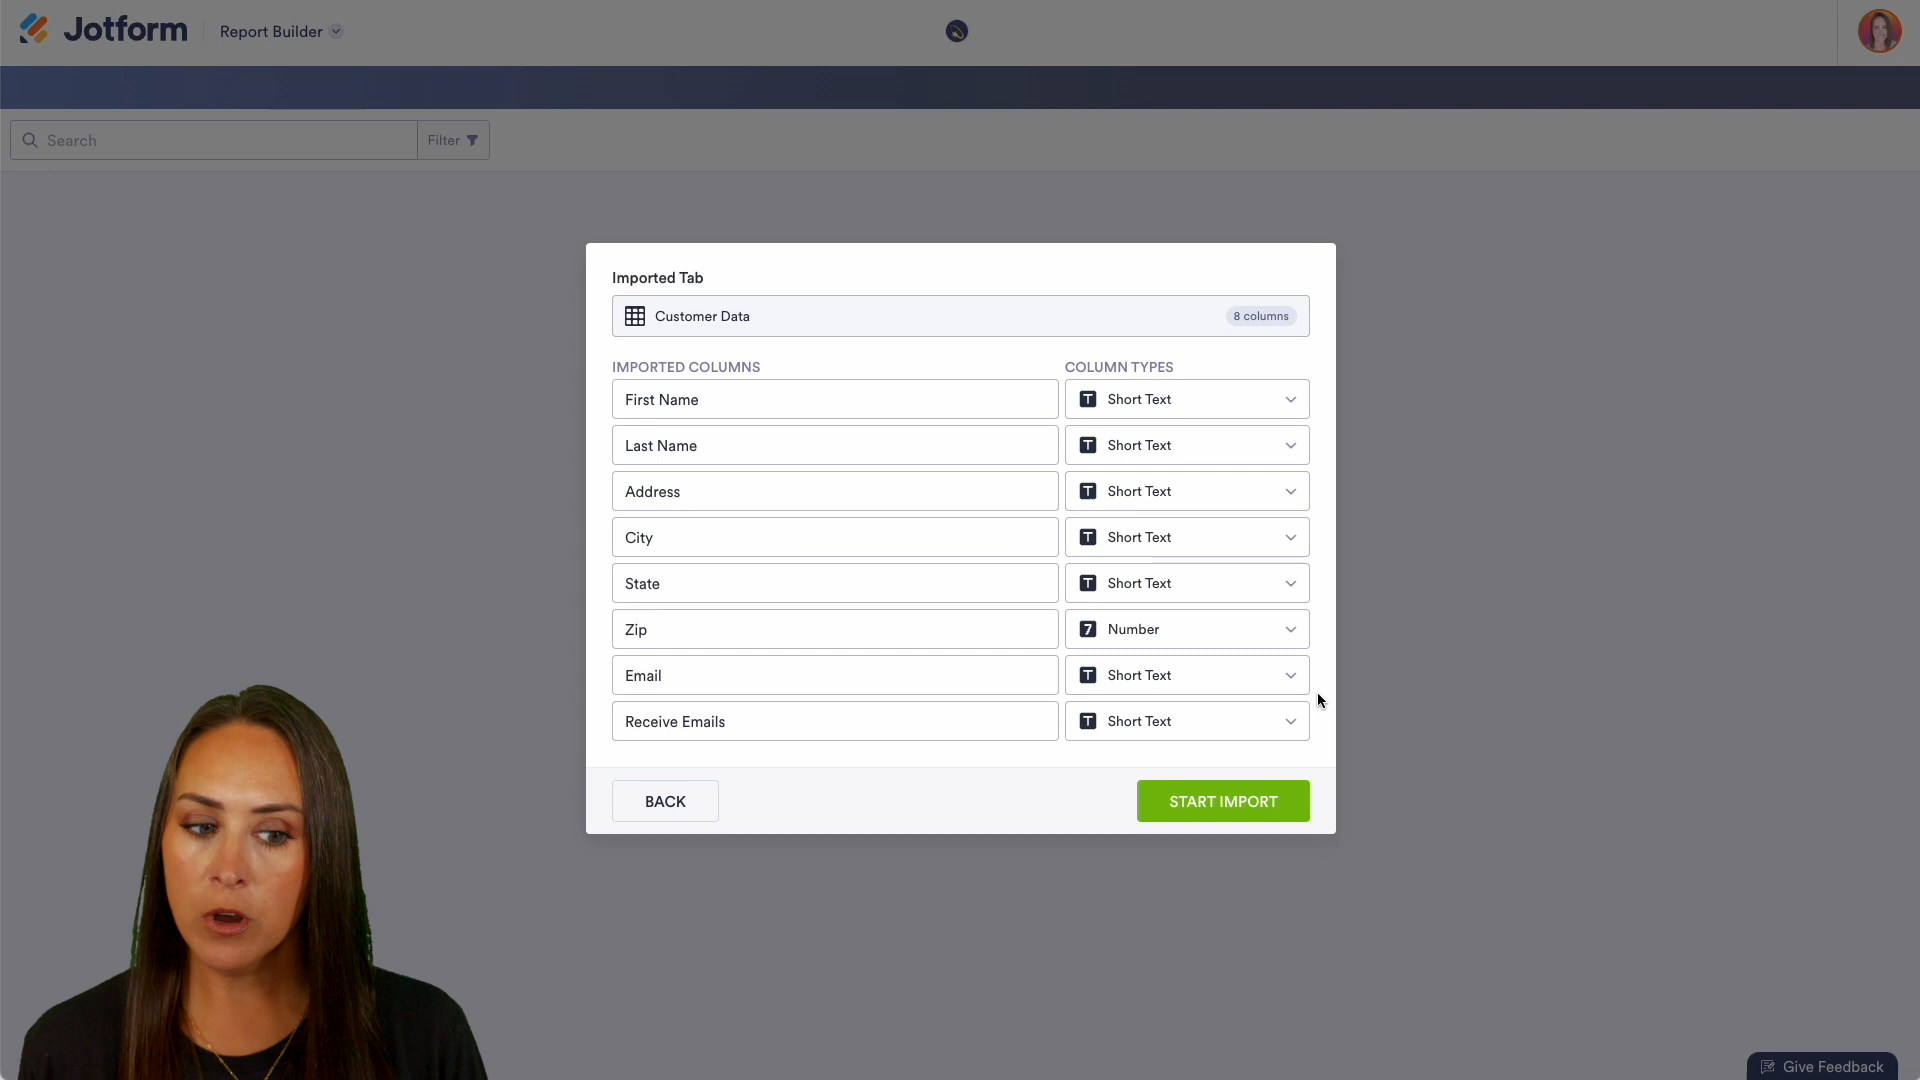 Jotform Report Builder
Search Filter
Imported Tab
Customer Data 8 columns
IMPORTED COLUMNS COLUMN TYPES
First Name Short Text
Last Name Short Text
Address Short Text
City Short Text
State Short Text
Zip 7 Number
Email Short Text
Receive Emails Short Text
BACK START IMPORT
Give Feedback